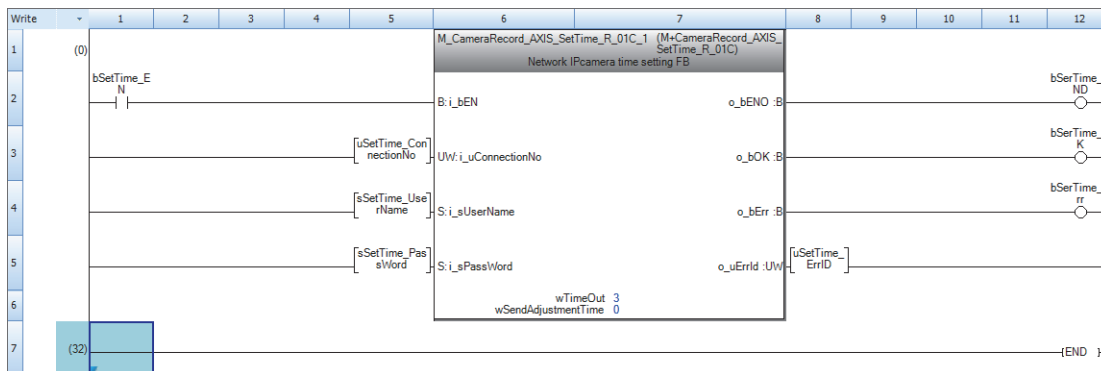 Write 1 2 3 4 5 6 7 8 9 10 11 12
1 (0) M_CameraRecord_AXIS_SetTime_R_01C_1 (M+CameraRecord_AXIS_
SetTime_R_01C)
Network IPcamera time setting FB
bSetTime_E
N
bSerTime_
ND
2 B:i_bEN o_bENO :B
bSerTime_
K
3 uSetTime_Con
nectionNo UW:i_uConnectionNo o_bOK :B
bSerTime_
rr
4 sSetTime_Use
rName S:i_sUserName o_bErr :B
5 sSetTime_Pas
sWord S:i_sPassWord o_uErrId :UW uSetTime_
ErrID
6 wTimeOut 3
wSendAdjustmentTime 0
7 (32) END